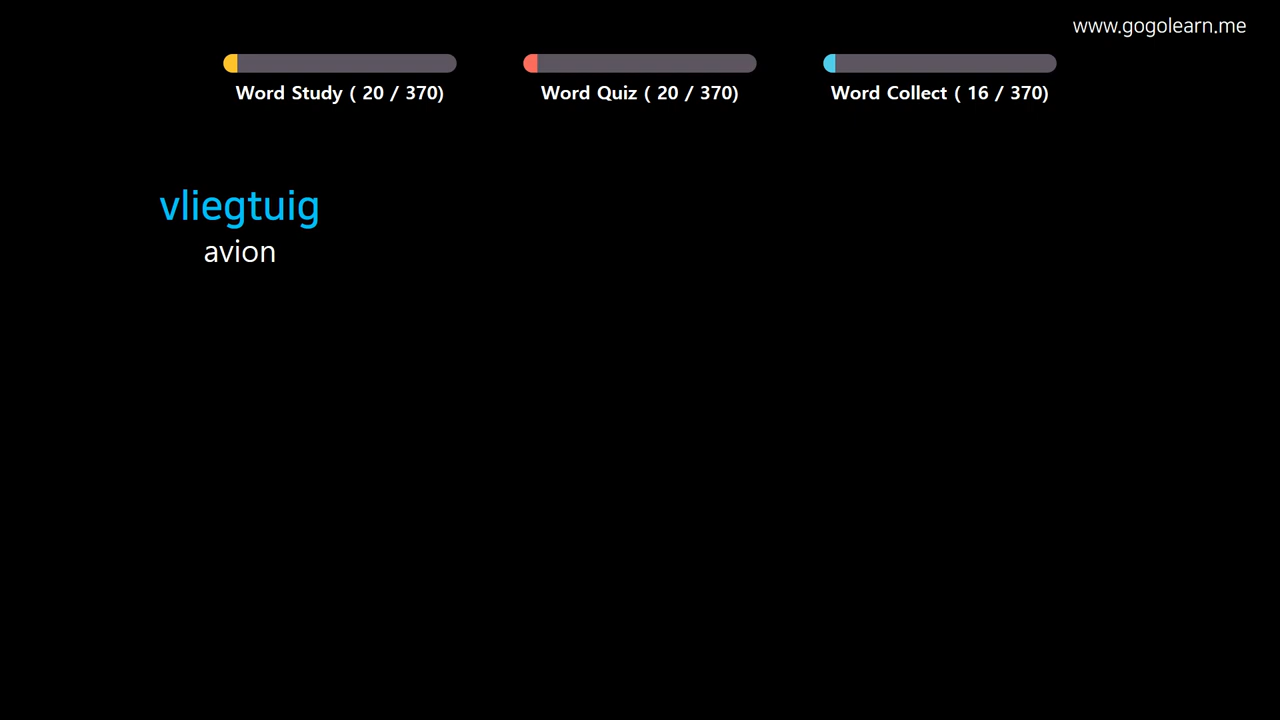 www.gogolearn.me
Word Study ( 20 / 370)
Word Quiz ( 20 / 370)
Word Collect ( 16 / 370)
vliegtuig
avion